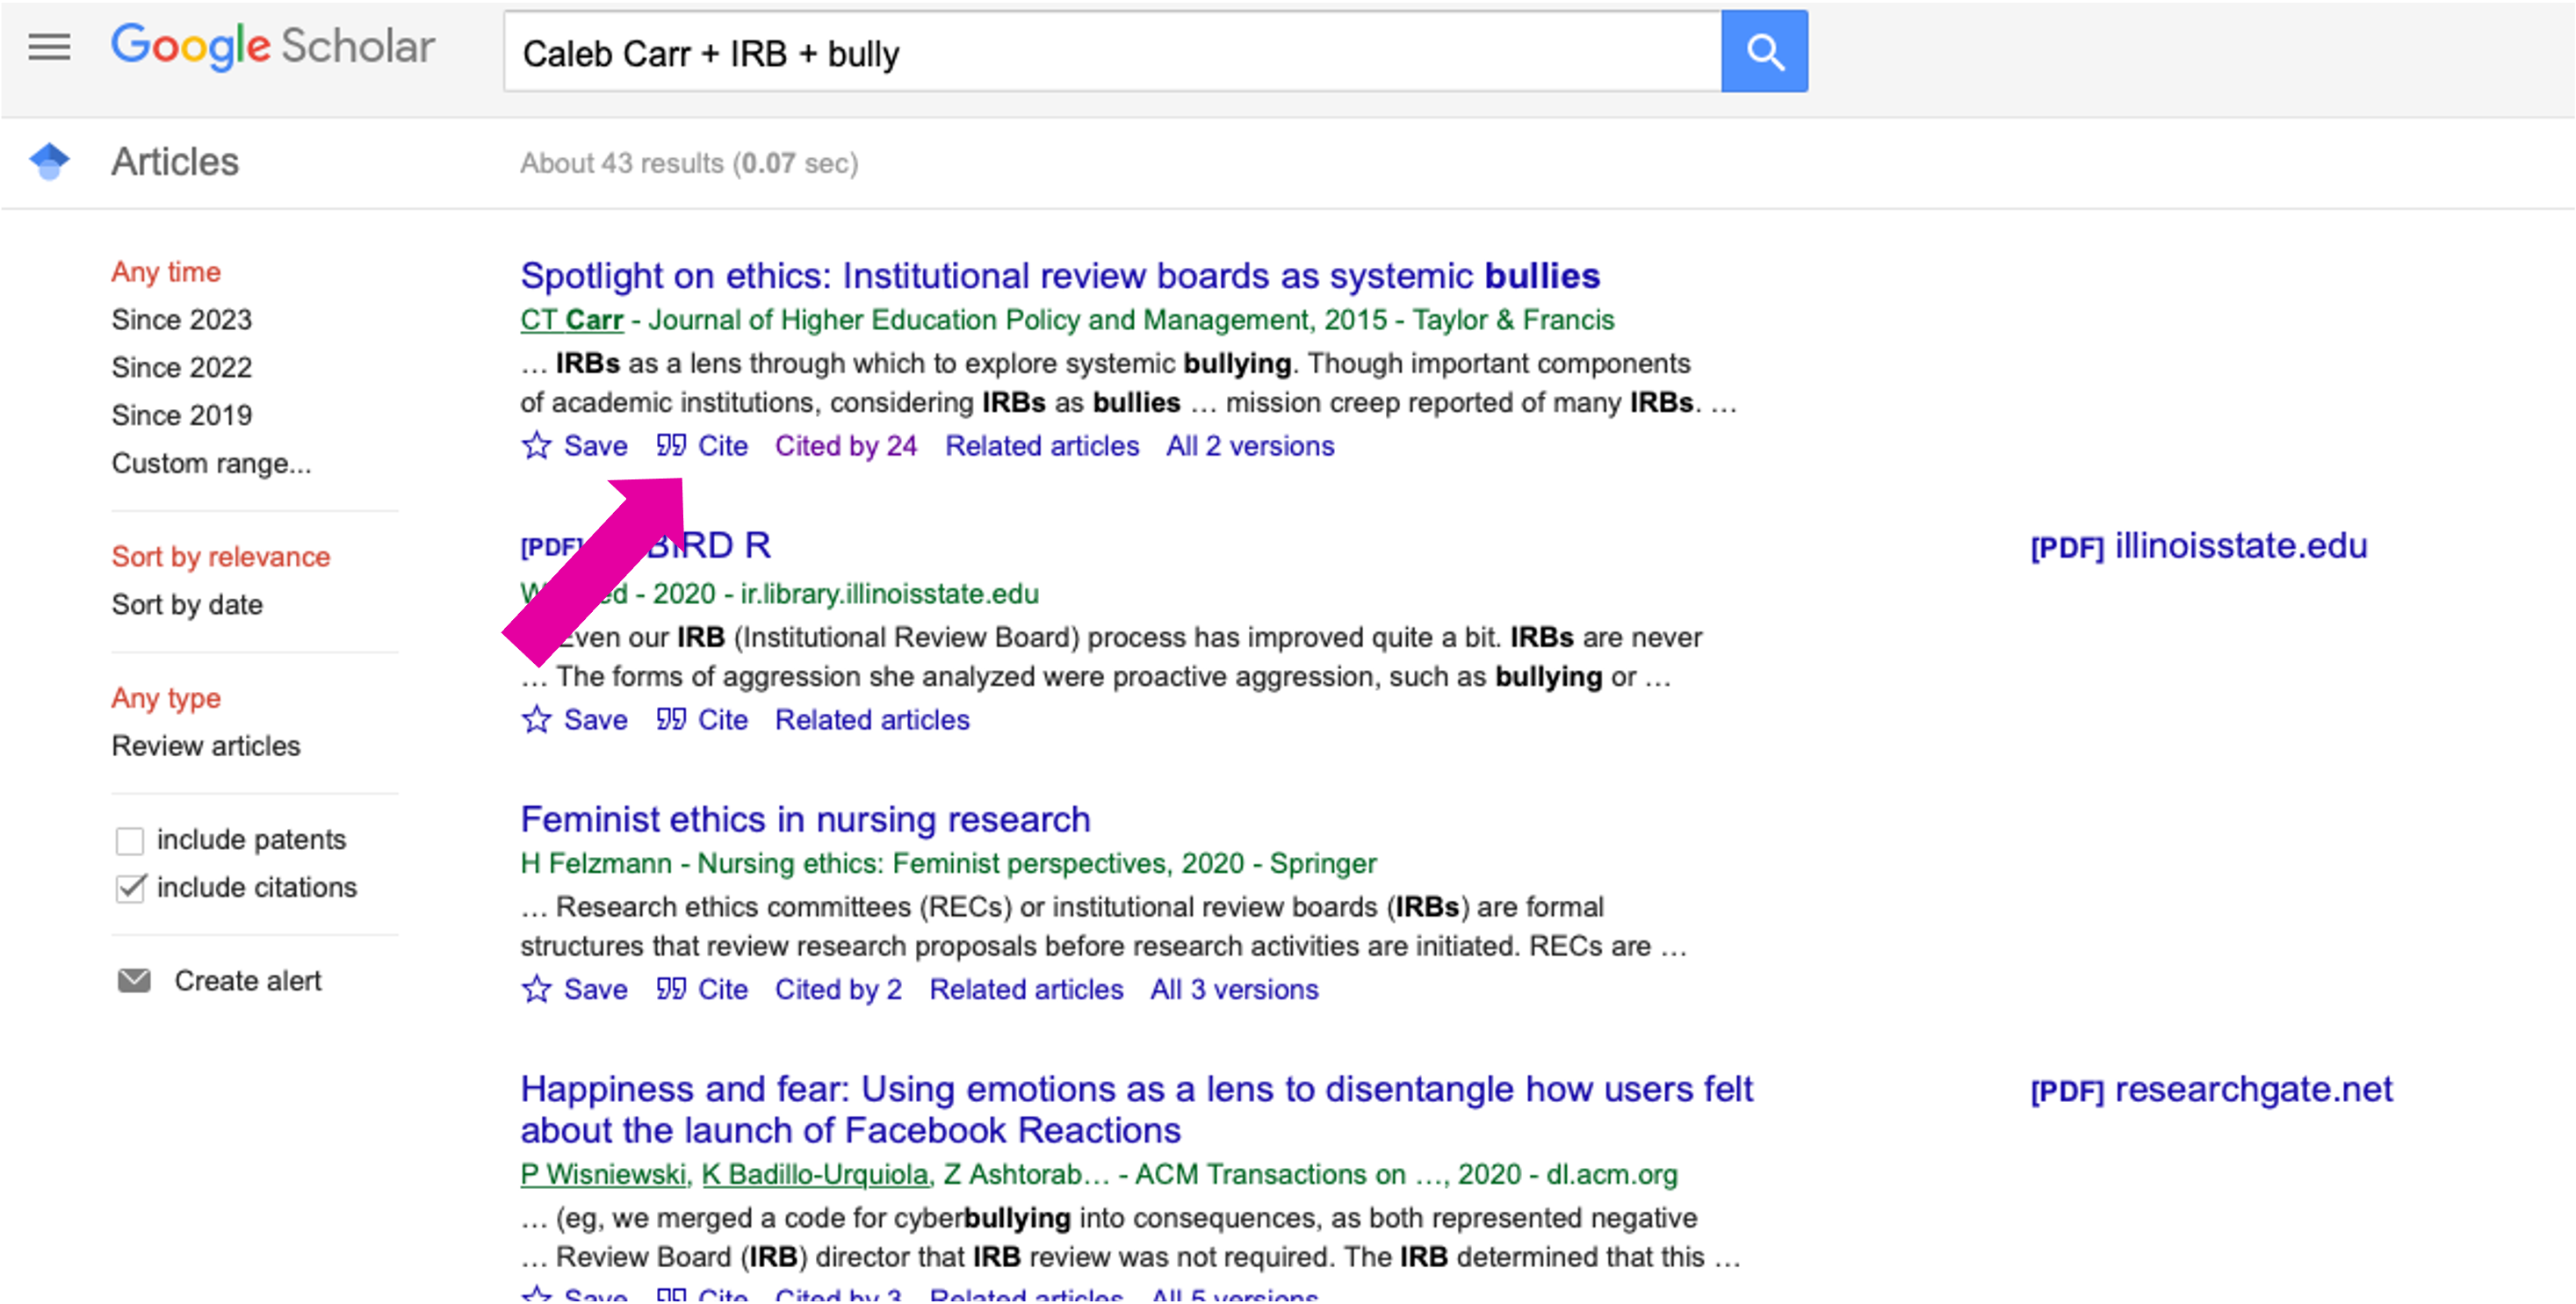 Google Scholar
Caleb Carr + IRB + bully
Articles
About 43 results (0.07 sec)
Any time
Since 2023
Since 2022
Since 2019
Custom range...
Sort by relevance
Sort by date
Any type
Review articles
include patents
include citations
Create alert
Spotlight on ethics: Institutional review boards as systemic bullies
CT Carr - Journal of Higher Education Policy and Management, 2015 - Taylor & Francis
… IRBs as a lens through which to explore systemic bullying. Though important components
of academic institutions, considering IRBs as bullies … mission creep reported of many IRBs. …
Save Cite Cited by 24 Related articles All 2 versions
[PDF] BIRD R
- 2020 - ir.library.illinoisstate.edu
[PDF] illinoisstate.edu
Even our IRB (Institutional Review Board) process has improved quite a bit. IRBs are never
… The forms of aggression she analyzed were proactive aggression, such as bullying or …
Save Cite Related articles
Feminist ethics in nursing research
H Felzmann - Nursing ethics: Feminist perspectives, 2020 - Springer
… Research ethics committees (RECs) or institutional review boards (IRBs) are formal
structures that review research proposals before research activities are initiated. RECs are …
Save Cite Cited by 2 Related articles All 3 versions
Happiness and fear: Using emotions as a lens to disentangle how users felt
about the launch of Facebook Reactions
[PDF] researchgate.net
P Wisniewski, K Badillo-Urquiola, Z Ashtorab… - ACM Transactions on …, 2020 - dl.acm.org
… (eg, we merged a code for cyberbullying into consequences, as both represented negative
… Review Board (IRB) director that IRB review was not required. The IRB determined that this …
Save Cite Cited by 3 Related articles All 5 versions